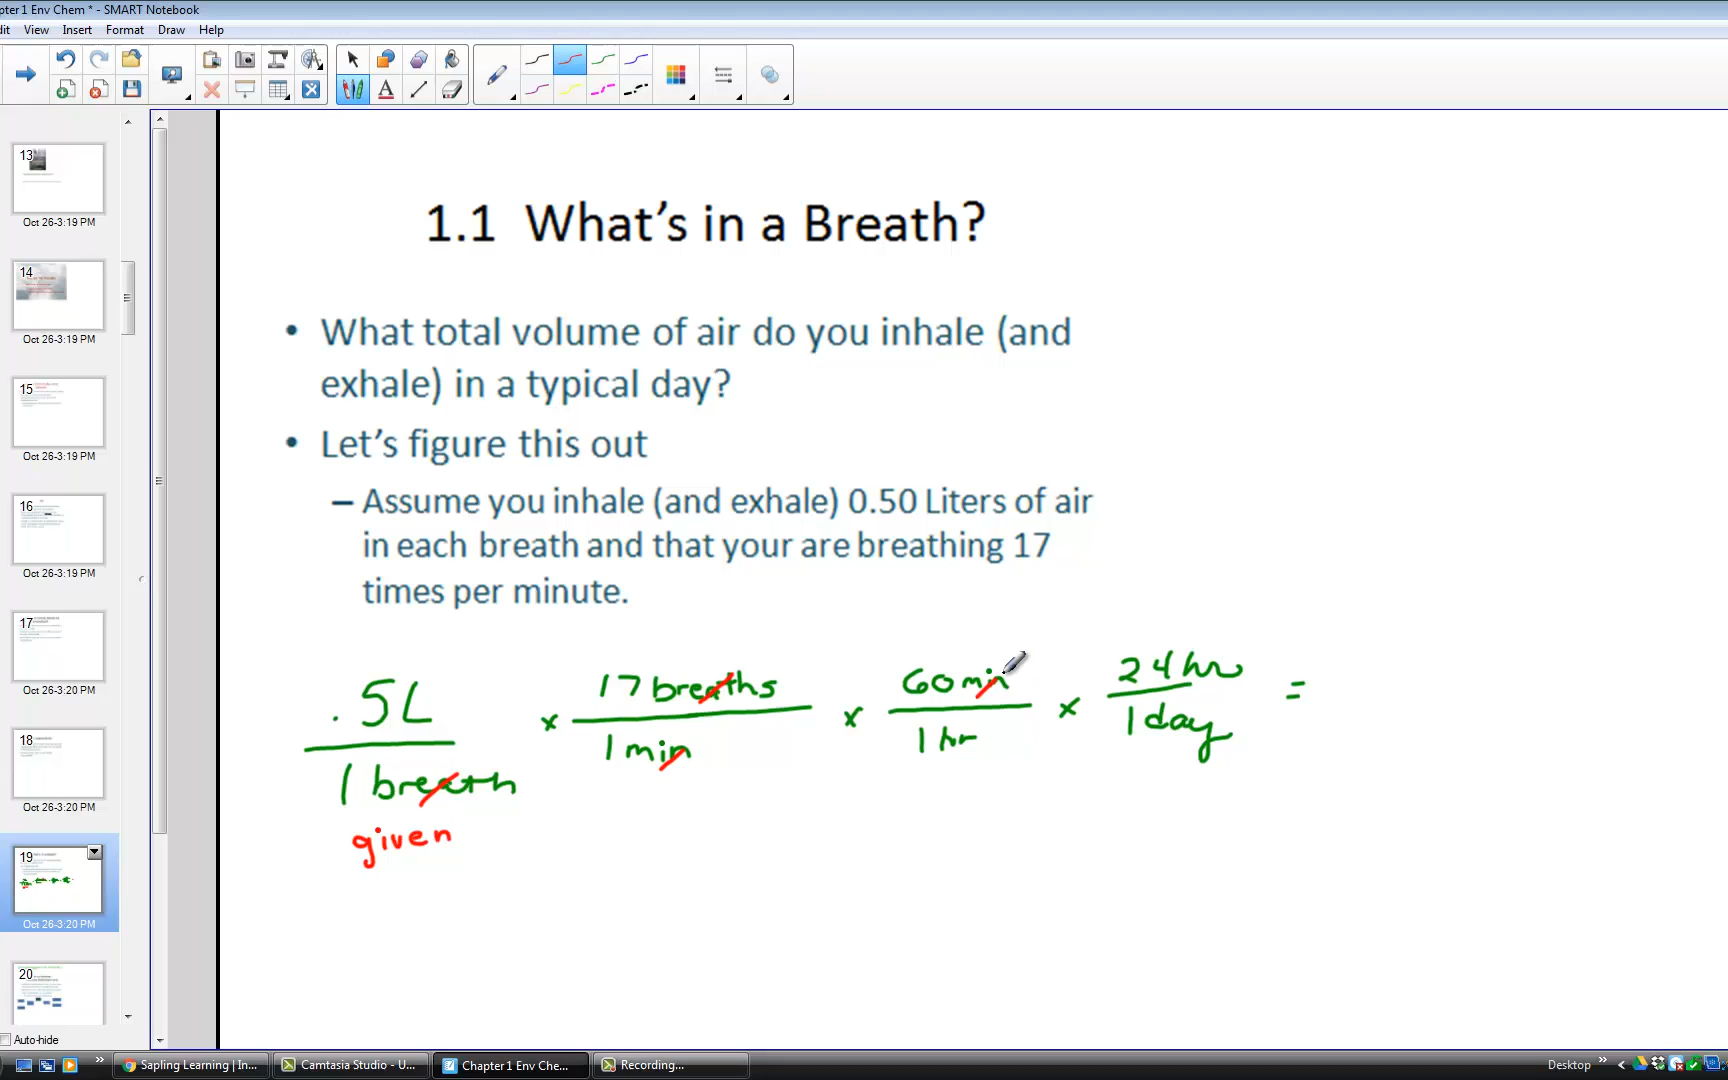 pter 1 Env Chem * - SMART Notebook
dit View Insert Format Draw Help
13
Oct 26-3:19 PM
14
Oct 26-3:19 PM
15
Oct 26-3:19 PM
16
Oct 26-3:19 PM
17
Oct 26-3:20 PM
18
Oct 26-3:20 PM
19
Oct 26-3:20 PM
20
Auto-hide
1.1 What's in a Breath?
• What total volume of air do you inhale (and
exhale) in a typical day?
• Let's figure this out
– Assume you inhale (and exhale) 0.50 Liters of air
in each breath and that your are breathing 17
times per minute.
.5L × 17 breaths × 60 min × 24 hr =
1 breath 1 min 1 hr 1 day
given
Sapling Learning | In... Camtasia Studio - U... Chapter 1 Env Che... Recording... Desktop